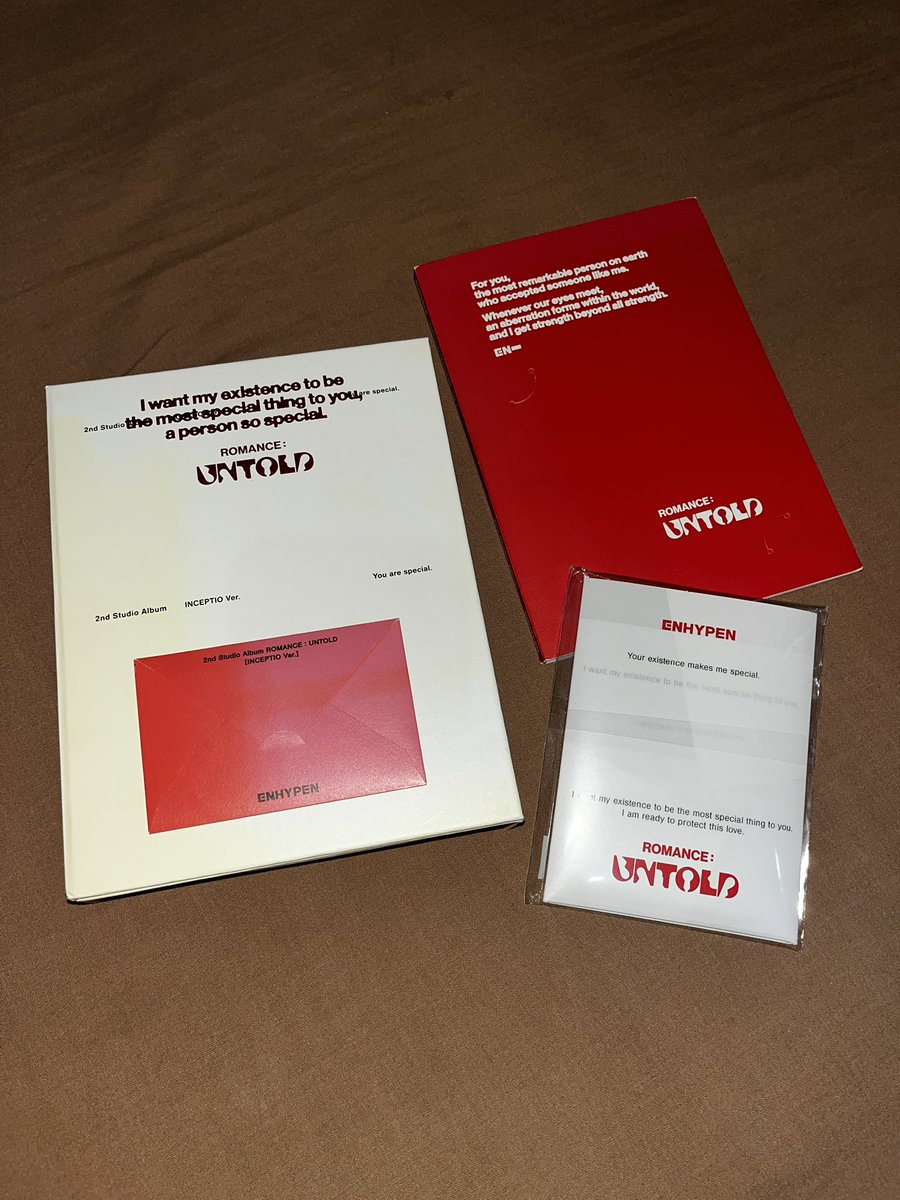 I want my existence to be
the most special thing to you,
a person so special.
2nd Studio
are special.
ROMANCE :
UNTOLD
You are special.
2nd Studio Album INCEPTIO Ver.
2nd Studio Album ROMANCE : UNTOLD
[INCEPTIO Ver.]
ENHYPEN
For you,
the most remarkable person on earth
who accepted someone like me.
Whenever our eyes meet,
an aberration forms within the world,
and I get strength beyond all strength.
EN–
ROMANCE :
UNTOLD
ENHYPEN
Your existence makes me special.
I want my existence to be the most special thing to you.
I want my existence to be the most special thing to you.
I am ready to protect this love.
ROMANCE :
UNTOLD